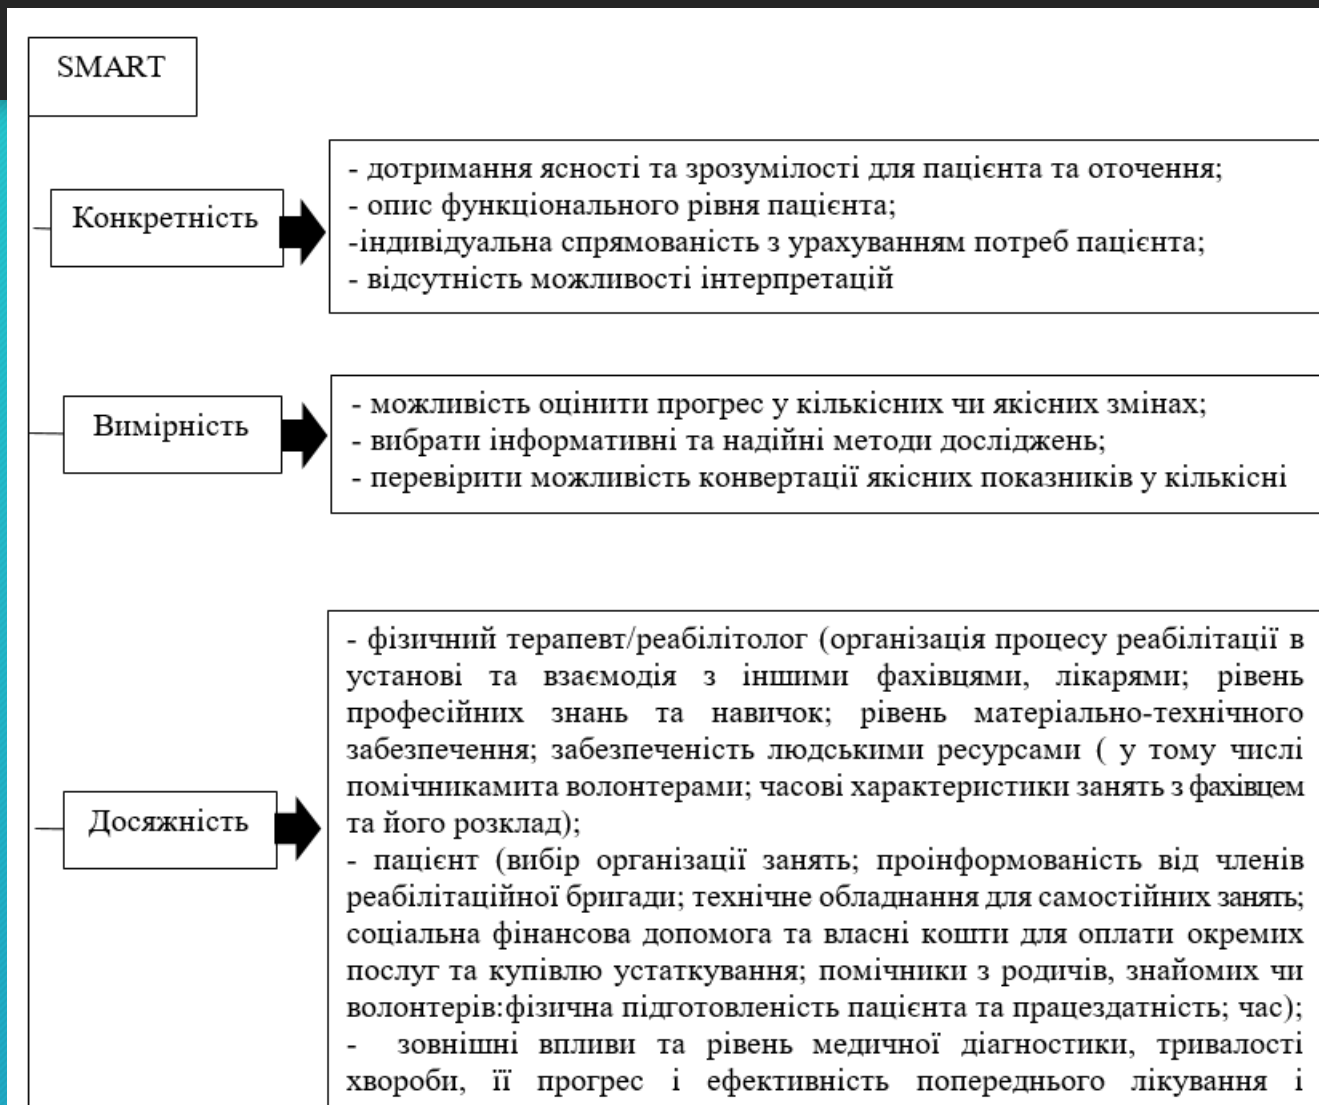 SMART
Конкретність
- дотримання ясності та зрозумілості для пацієнта та оточення;
- опис функціонального рівня пацієнта;
-індивідуальна спрямованість з урахуванням потреб пацієнта;
- відсутність можливості інтерпретацій
Вимірність
- можливість оцінити прогрес у кількісних чи якісних змінах;
- вибрати інформативні та надійні методи досліджень;
- перевірити можливість конвертації якісних показників у кількісні
Досяжність
- фізичний терапевт/реабілітолог (організація процесу реабілітації в
установі та взаємодія з іншими фахівцями, лікарями; рівень
професійних знань та навичок; рівень матеріально-технічного
забезпечення; забезпеченість людськими ресурсами ( у тому числі
помічникамита волонтерами; часові характеристики занять з фахівцем
та його розклад);
- пацієнт (вибір організації занять; проінформованість від членів
реабілітаційної бригади; технічне обладнання для самостійних занять;
соціальна фінансова допомога та власні кошти для оплати окремих
послуг та купівлю устаткування; помічники з родичів, знайомих чи
волонтерів:фізична підготовленість пацієнта та працездатність; час);
- зовнішні впливи та рівень медичної діагностики, тривалості
хвороби, її прогрес і ефективність попереднього лікування і